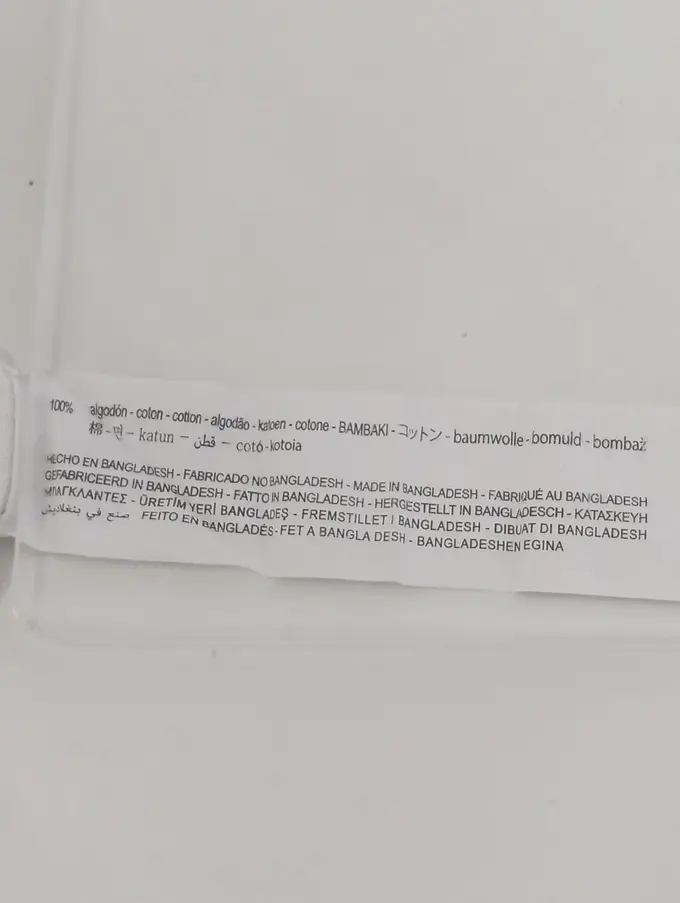 100% algodón - coton - cotton - algodão - katoen - cotone - BAMBAKI - コットン - baumwolle - bomuld - bombaž
棉 - 면 - katun - قطن - cotó - kotoia
HECHO EN BANGLADESH - FABRICADO NO BANGLADESH - MADE IN BANGLADESH - FABRIQUÉ AU BANGLADESH
GEFABRICEERD IN BANGLADESH - FATTO IN BANGLADESH - HERGESTELLT IN BANGLADESCH - ΚΑΤΑΣΚΕΥΗ
ΜΠΑΓΚΛΑΝΤΕΣ - ÜRETİM YERİ BANGLADEŞ - FREMSTILLET I BANGLADESH - DIBUAT DI BANGLADESH
صنع في بنغلاديش FEITO EN BANGLADÉS - FET A BANGLA DESH - BANGLADESHEN EGINA